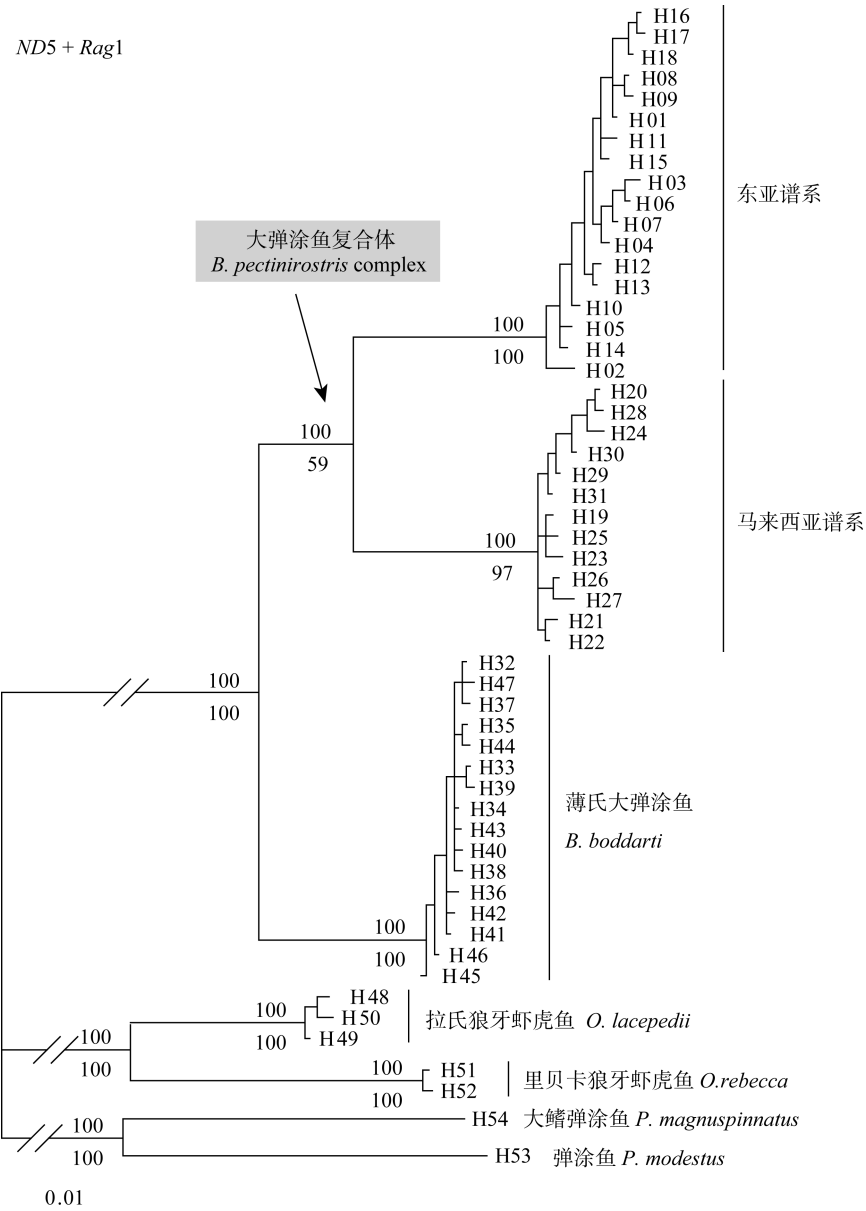 ND5 + Rag1
H16
H17
H18
H08
H09
H01
H11
H15
H03
H06
H07
H04
H12
H13
H10
H05
H14
H02
东亚谱系
大弹涂鱼复合体
B. pectinirostris complex
100
100
100
59
H20
H28
H24
H30
H29
H31
H19
H25
H23
H26
H27
H21
H22
马来西亚谱系
100
97
100
100
H32
H47
H37
H35
H44
H33
H39
H34
H43
H40
H38
H36
H42
H41
H46
H45
薄氏大弹涂鱼
B. boddarti
100
100
H48
H50
H49
拉氏狼牙虾虎鱼 O. lacepedii
100
100
100
100
H51
H52
里贝卡狼牙虾虎鱼 O.rebecca
100
100
H54 大鳍弹涂鱼 P. magnuspinnatus
100
100
H53 弹涂鱼 P. modestus
0.01